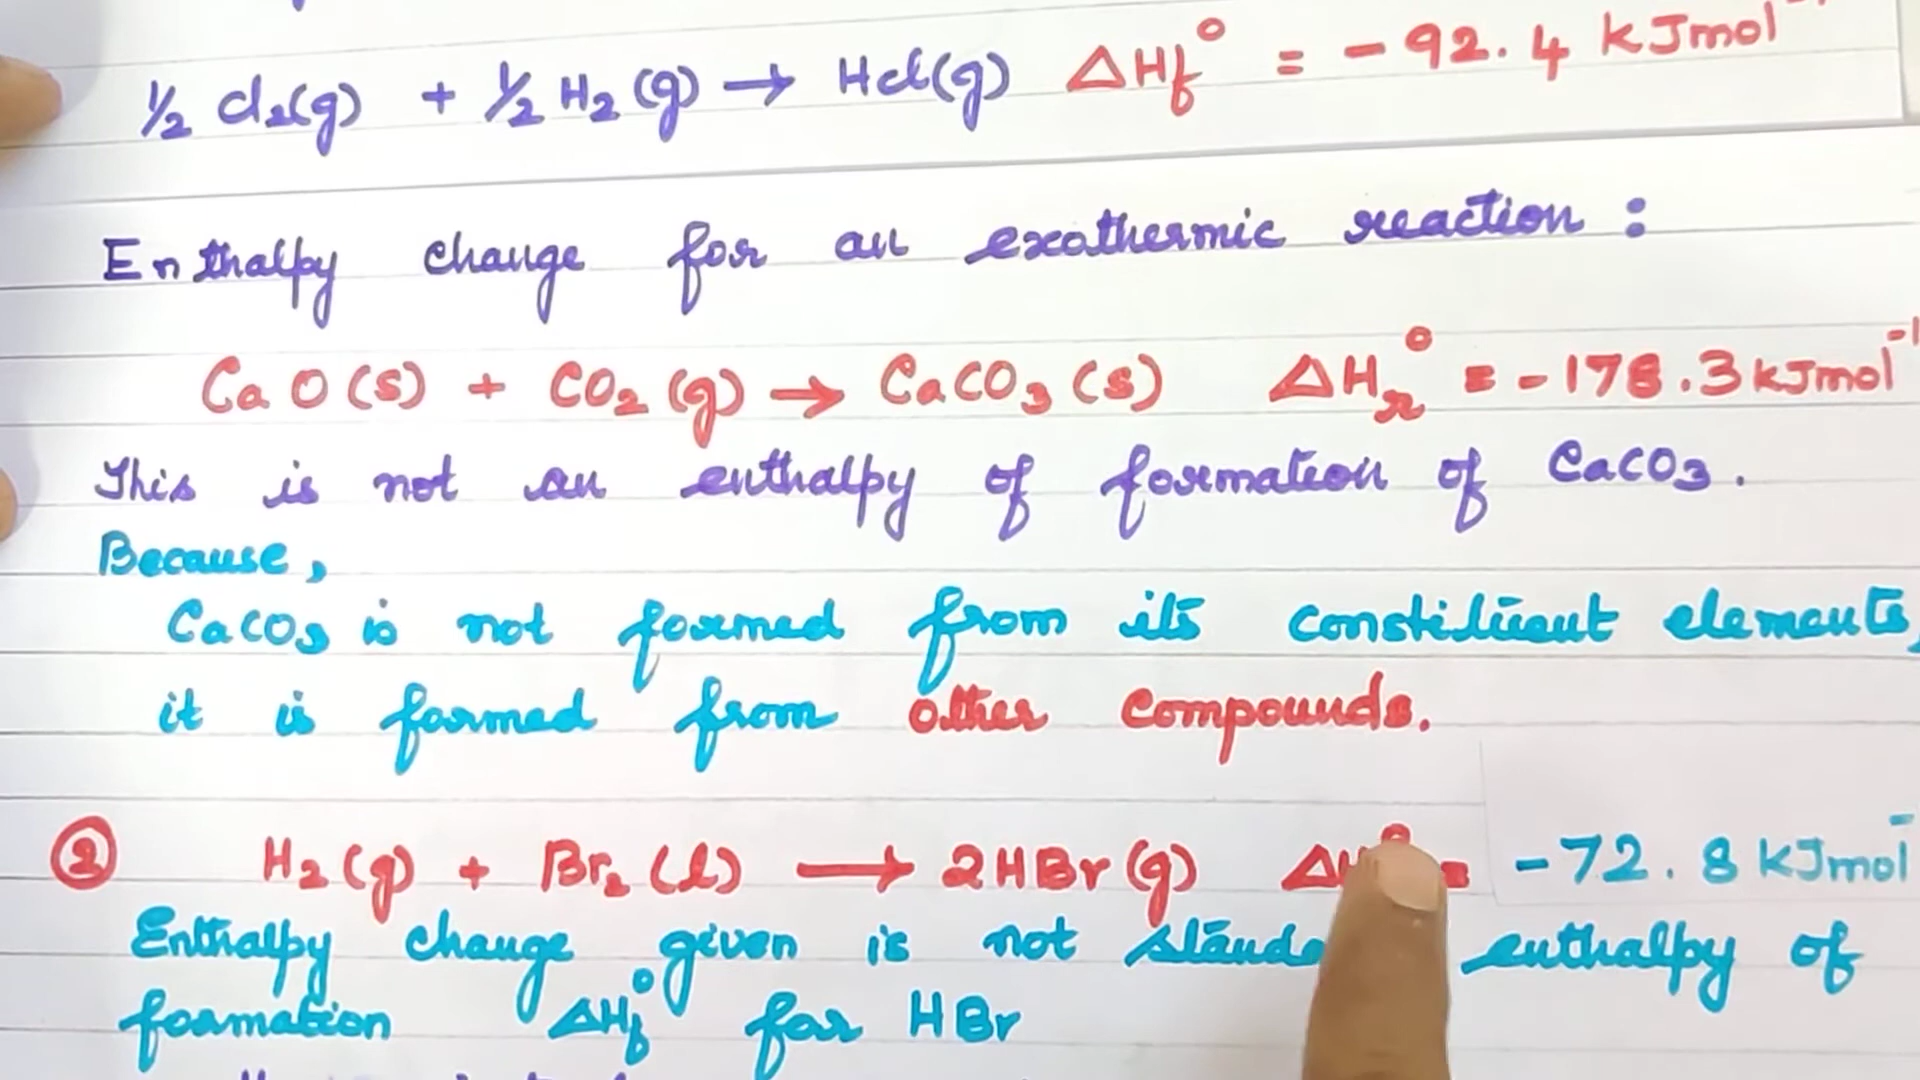 ½ Cl₂(g) + ½ H₂(g) → HCl(g) ΔHf° = -92.4 kJmol⁻¹
Enthalpy change for an exothermic reaction :
CaO(s) + CO₂(g) → CaCO₃(s) ΔHr° = -178.3 kJmol⁻¹
This is not an enthalpy of formation of CaCO₃.
Because,
CaCO₃ is not formed from its constituent elements,
it is formed from other compounds.
② H₂(g) + Br₂(l) → 2HBr(g) ΔH° = -72.8 kJmol⁻
Enthalpy change given is not enthalpy of
formation ΔHf° for HBr